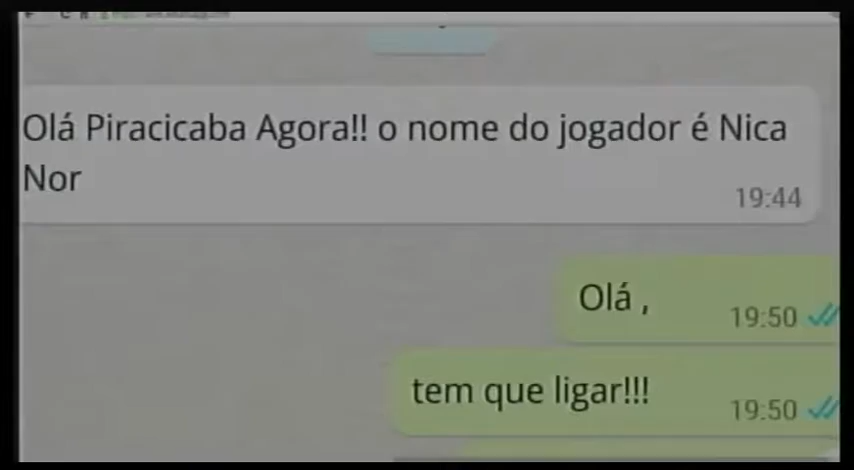 Olá Piracicaba Agora!! o nome do jogador é Nica
Nor
19:44
Olá ,
19:50
tem que ligar!!!
19:50